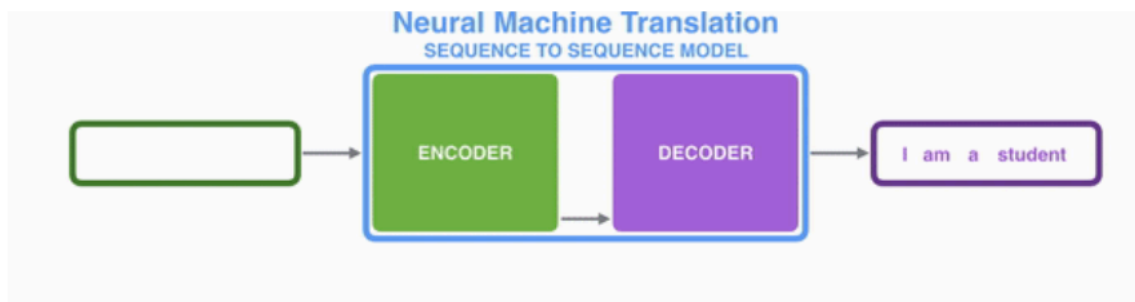 Neural Machine Translation
SEQUENCE TO SEQUENCE MODEL
ENCODER
DECODER
I am a student